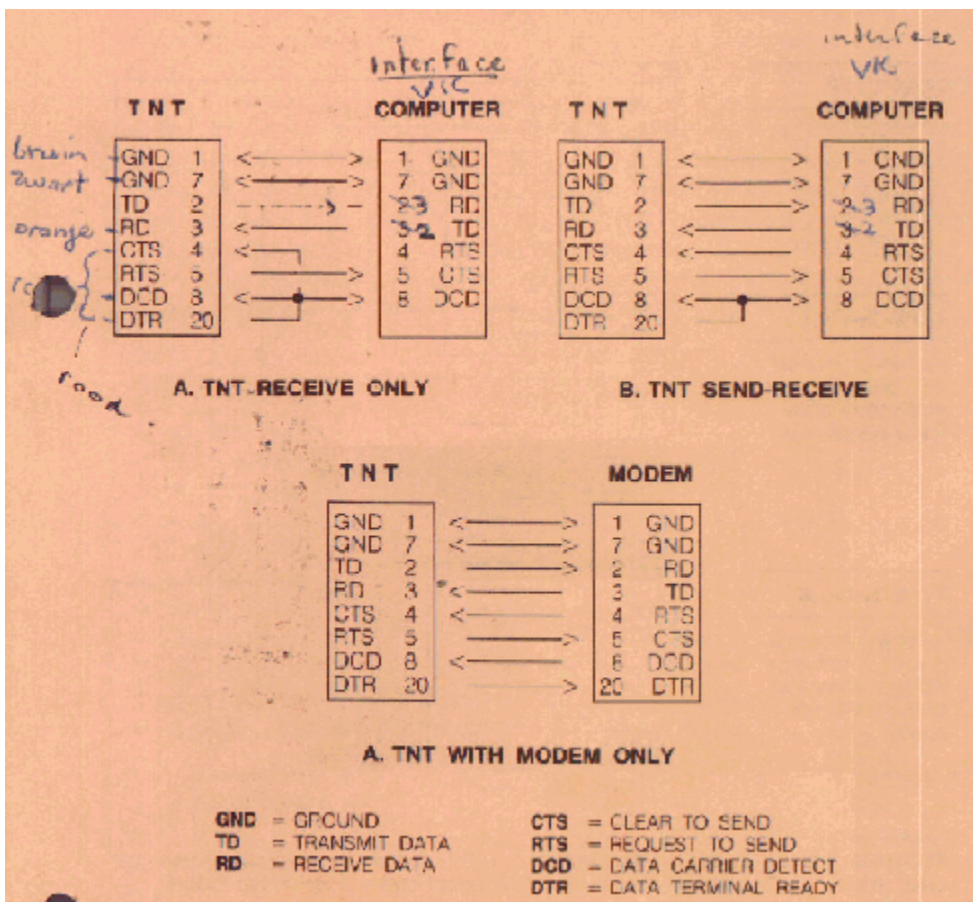 interface
VIC
interface
VIC
TNT COMPUTER TNT COMPUTER
bruin GND 1 1 GND GND 1 1 GND
zwart GND 7 7 GND GND 7 7 GND
TD 2 2 3 RD TD 2 2 3 RD
orange RD 3 3 2 TD RD 3 3 2 TD
CTS 4 4 RTS CTS 4 4 RTS
RTS 5 5 CTS RTS 5 5 CTS
DCD 8 8 DCD DCD 8 8 DCD
DTR 20 DTR 20
rood
A. TNT RECEIVE ONLY B. TNT SEND-RECEIVE
TNT MODEM
GND 1 1 GND
GND 7 7 GND
TD 2 2 RD
RD 3 3 TD
CTS 4 4 RTS
RTS 5 5 CTS
DCD 8 8 DCD
DTR 20 20 DTR
A. TNT WITH MODEM ONLY
GND = GROUND CTS = CLEAR TO SEND
TD = TRANSMIT DATA RTS = REQUEST TO SEND
RD = RECEIVE DATA DCD = DATA CARRIER DETECT
DTR = DATA TERMINAL READY